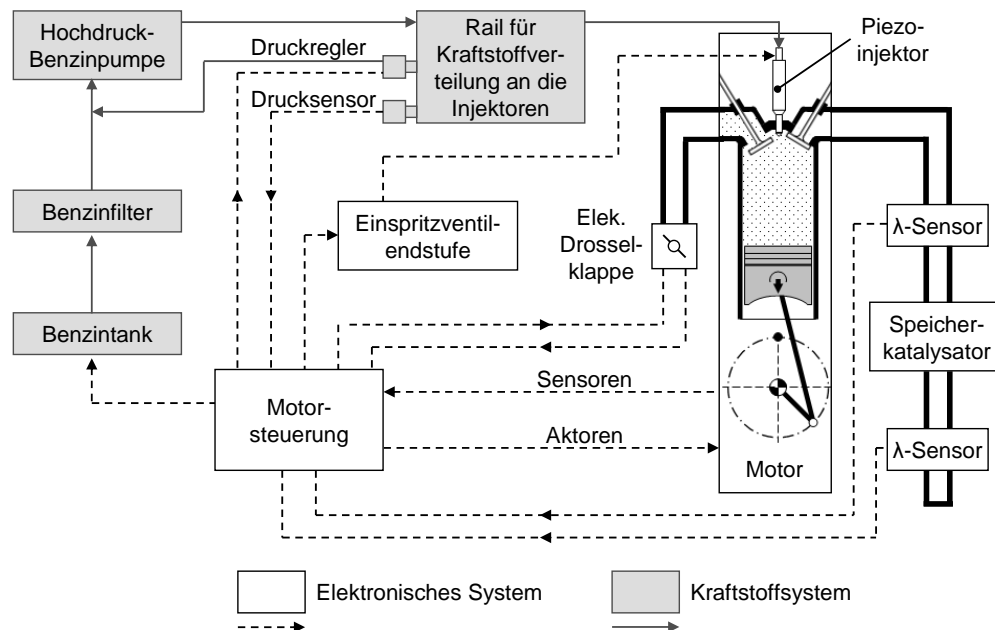 Hochdruck-
Benzinpumpe
Druckregler
Drucksensor
Rail für
Kraftstoffver-
teilung an die
Injektoren
Piezo-
injektor
Benzinfilter
Einspritzventil-
endstufe
Elek.
Drossel-
klappe
λ-Sensor
Benzintank
Speicher-
katalysator
Motor-
steuerung
Sensoren
Aktoren
Motor
λ-Sensor
Elektronisches System
Kraftstoffsystem